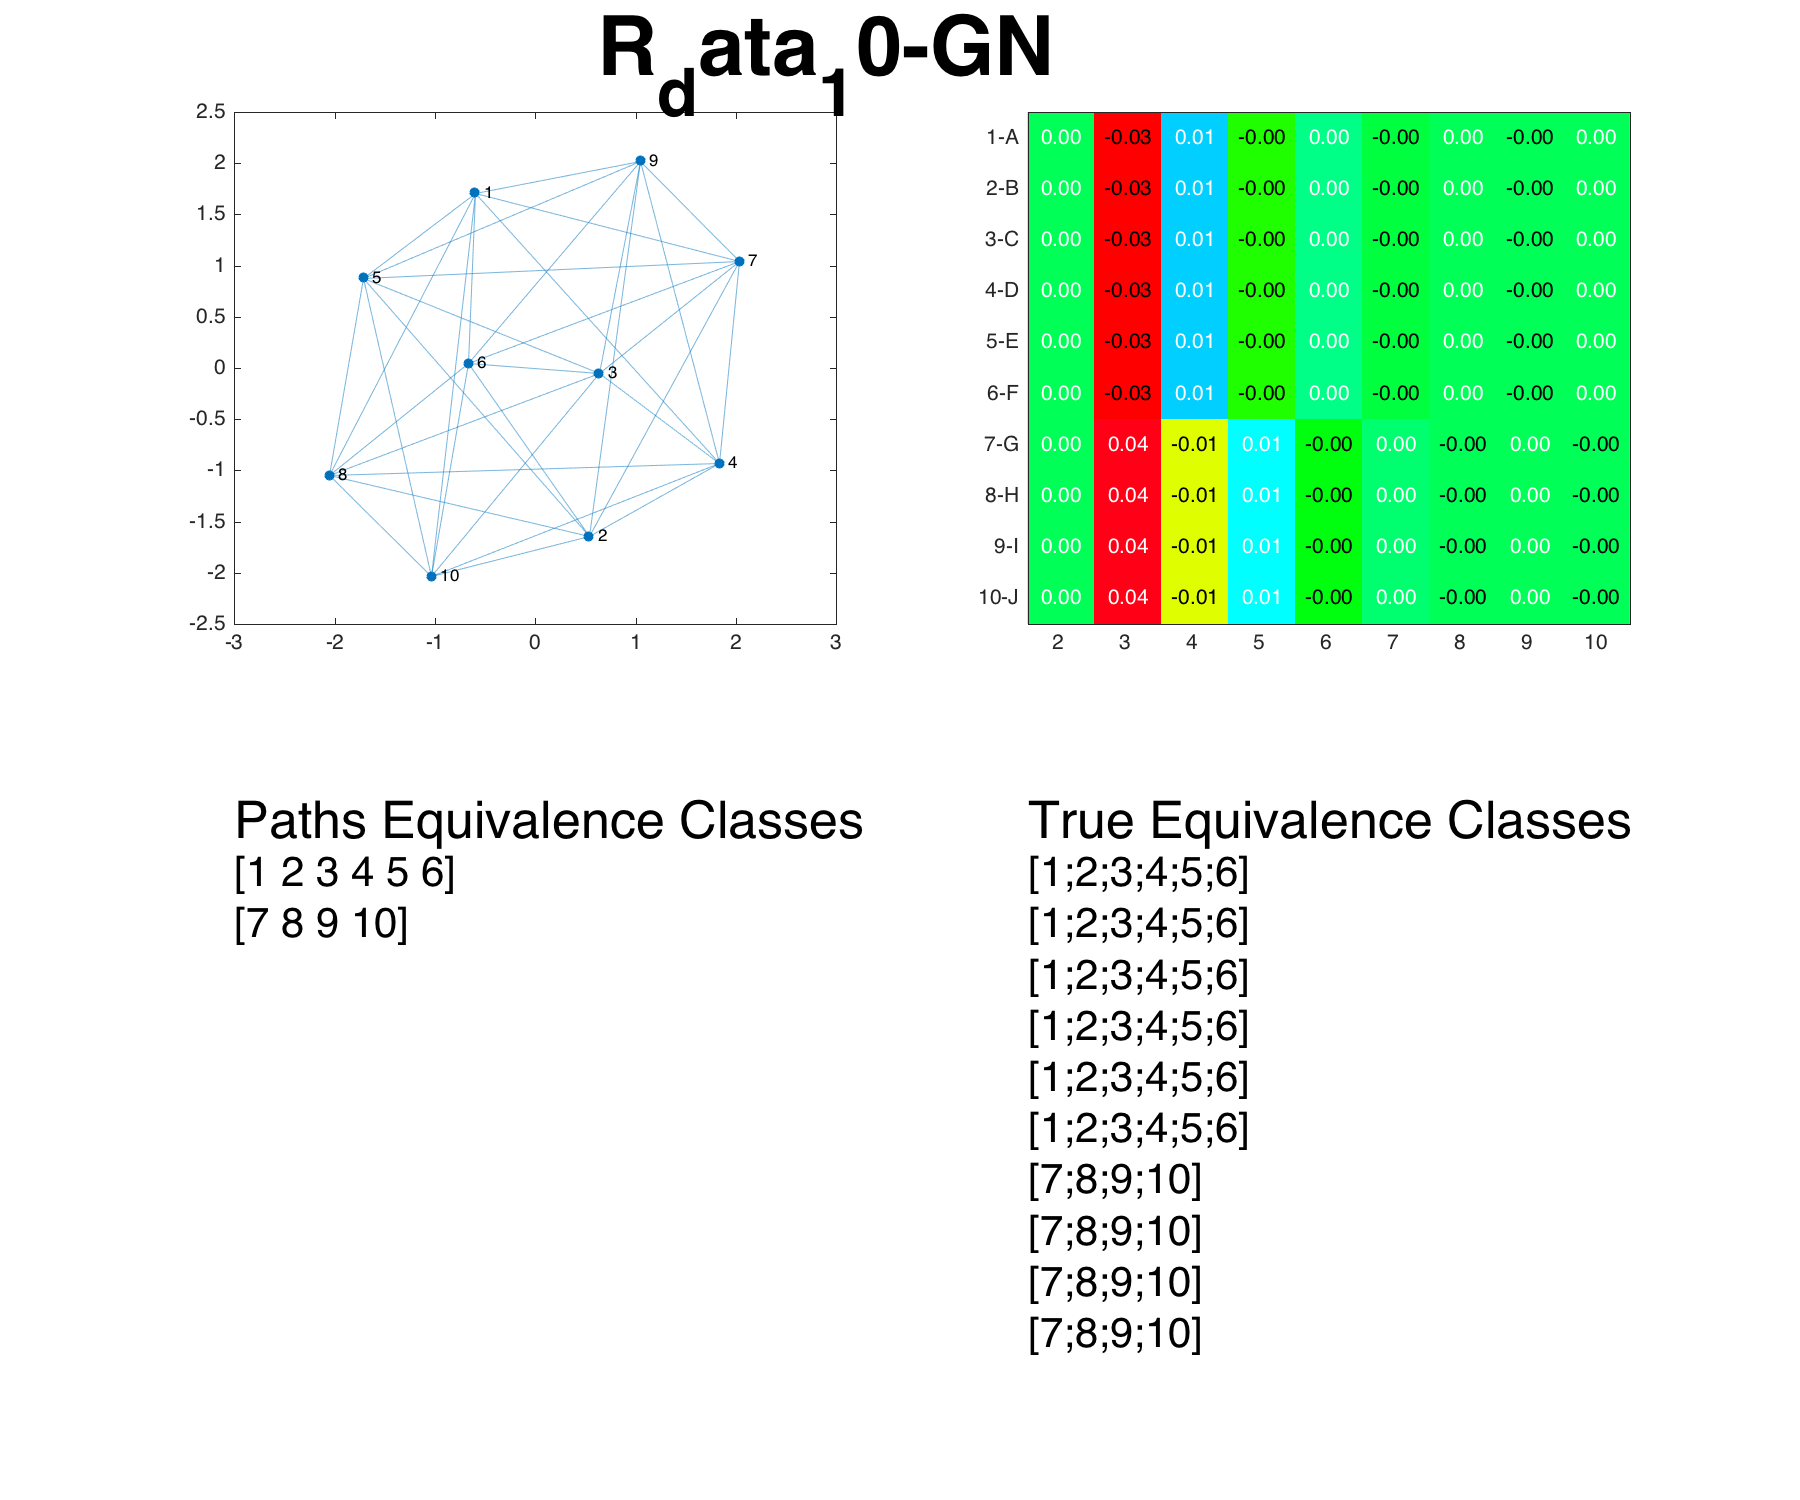 R_data_10-GN
2.5
2
1.5
1
0.5
0
-0.5
-1
-1.5
-2
-2.5
-3 -2 -1 0 1 2 3
9
1
7
5
6
3
4
8
2
10
1-A 0.00 -0.03 0.01 -0.00 0.00 -0.00 0.00 -0.00 0.00
2-B 0.00 -0.03 0.01 -0.00 0.00 -0.00 0.00 -0.00 0.00
3-C 0.00 -0.03 0.01 -0.00 0.00 -0.00 0.00 -0.00 0.00
4-D 0.00 -0.03 0.01 -0.00 0.00 -0.00 0.00 -0.00 0.00
5-E 0.00 -0.03 0.01 -0.00 0.00 -0.00 0.00 -0.00 0.00
6-F 0.00 -0.03 0.01 -0.00 0.00 -0.00 0.00 -0.00 0.00
7-G 0.00 0.04 -0.01 0.01 -0.00 0.00 -0.00 0.00 -0.00
8-H 0.00 0.04 -0.01 0.01 -0.00 0.00 -0.00 0.00 -0.00
9-I 0.00 0.04 -0.01 0.01 -0.00 0.00 -0.00 0.00 -0.00
10-J 0.00 0.04 -0.01 0.01 -0.00 0.00 -0.00 0.00 -0.00
2 3 4 5 6 7 8 9 10
Paths Equivalence Classes
[1 2 3 4 5 6]
[7 8 9 10]
True Equivalence Classes
[1;2;3;4;5;6]
[1;2;3;4;5;6]
[1;2;3;4;5;6]
[1;2;3;4;5;6]
[1;2;3;4;5;6]
[1;2;3;4;5;6]
[7;8;9;10]
[7;8;9;10]
[7;8;9;10]
[7;8;9;10]